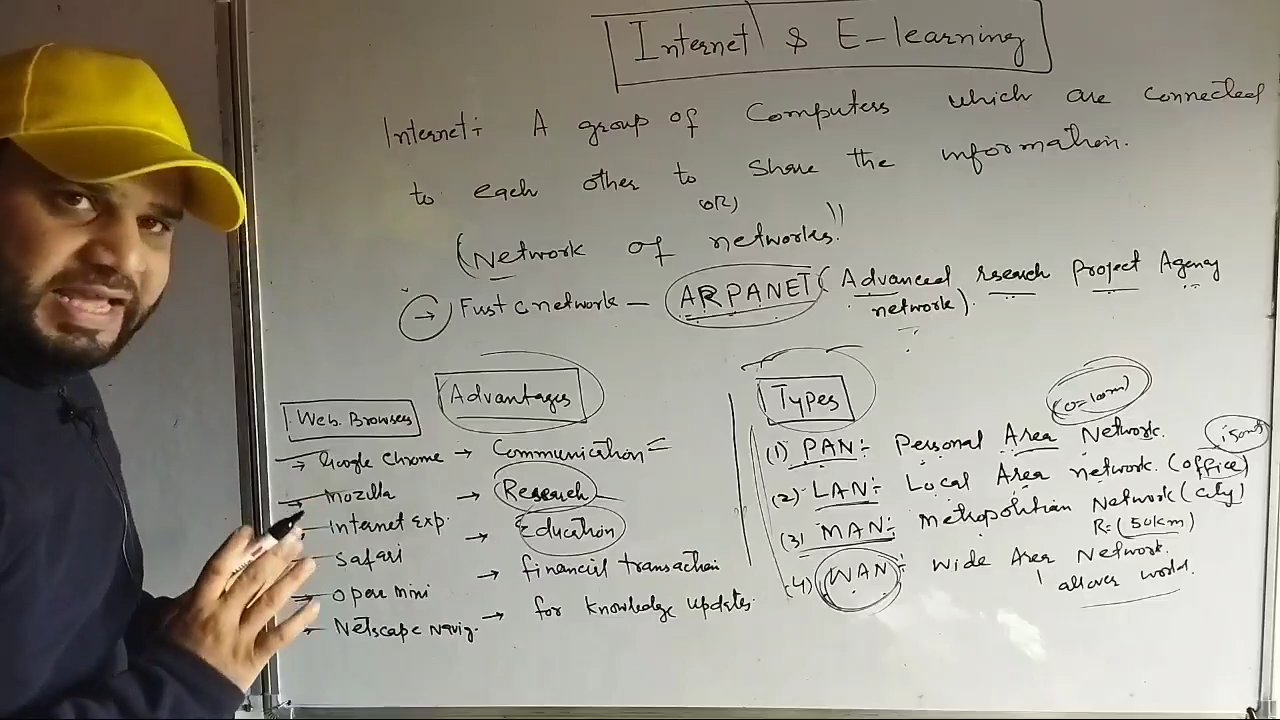 Internet & E-learning
Internet:- A group of Computers which are connected
to each other to share the information.
(OR)
(Network of networks."
→ First c network — ARPANET (Advanced rsearch Project Agency
network).
Web. Browsers
→ Google Chrome
→ Mozilla
→ Internet Exp.
→ Safari
→ Opera mini
→ Netscape Navig.
Advantages
→ Communication
→ Research
→ Education
→ financial transaction
→ for knowledge updates.
Types
(0-10m)
(1) PAN:- Personal Area Network.
(2) LAN:- Local Area network. (office)
(3) MAN:- Metropolitian Network (city)
R= (50km)
(4) WAN:- Wide Area Network.
all over world.